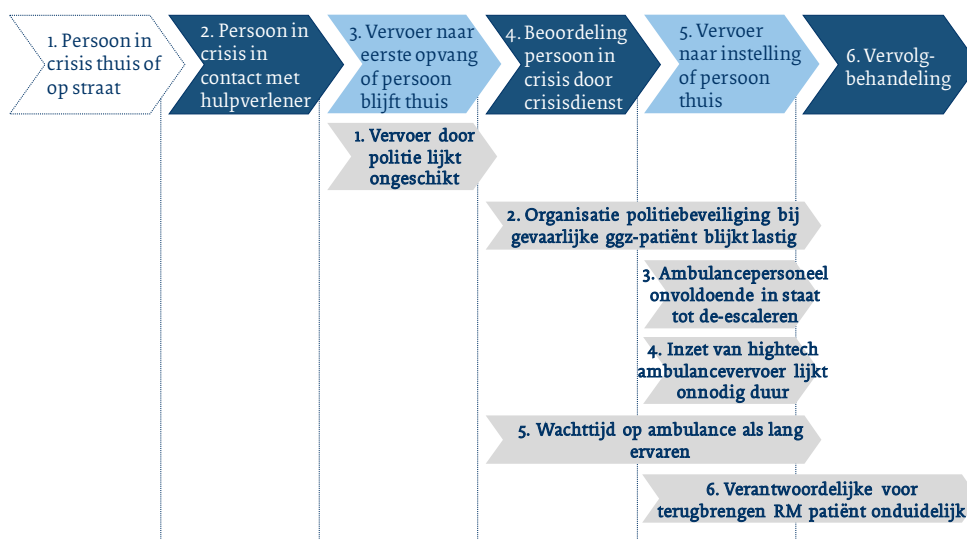 1. Persoon in
crisis thuis of
op straat
2. Persoon in
crisis in
contact met
hulpverlener
3. Vervoer naar
eerste opvang
of persoon
blijft thuis
4. Beoordeling
persoon in
crisis door
crisisdienst
5. Vervoer
naar instelling
of persoon
thuis
6. Vervolg-
behandeling
1. Vervoer door
politie lijkt
ongeschikt
2. Organisatie politiebeveiliging bij
gevaarlijke ggz-patiënt blijkt lastig
3. Ambulancepersoneel
onvoldoende in staat
tot de-escaleren
4. Inzet van hightech
ambulancevervoer lijkt
onnodig duur
5. Wachttijd op ambulance als lang
ervaren
6. Verantwoordelijke voor
terugbrengen RM patiënt onduidelijk